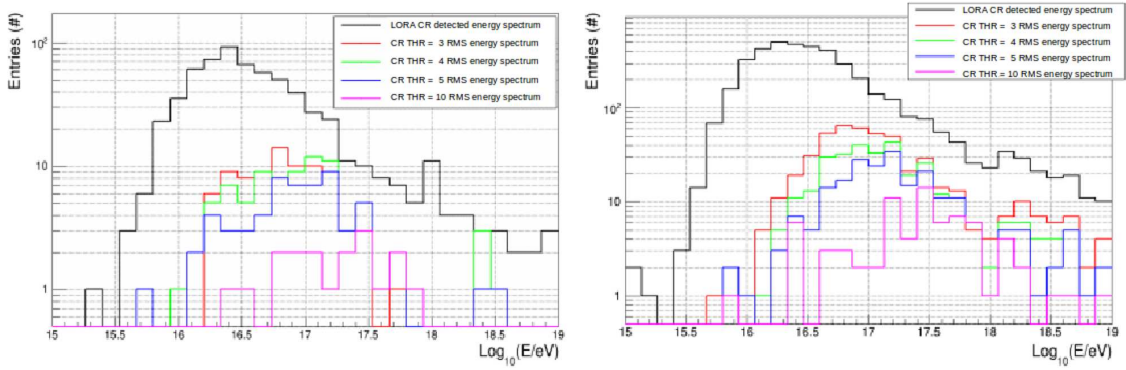 LORA CR detected energy spectrum
CR THR = 3 RMS energy spectrum
CR THR = 4 RMS energy spectrum
CR THR = 5 RMS energy spectrum
CR THR = 10 RMS energy spectrum
Entries (#)
10²
10
1
15 15.5 16 16.5 17 17.5 18 18.5 19
Log₁₀(E/eV)
LORA CR detected energy spectrum
CR THR = 3 RMS energy spectrum
CR THR = 4 RMS energy spectrum
CR THR = 5 RMS energy spectrum
CR THR = 10 RMS energy spectrum
Entries (#)
10²
10
1
15 15.5 16 16.5 17 17.5 18 18.5 19
Log₁₀(E/eV)